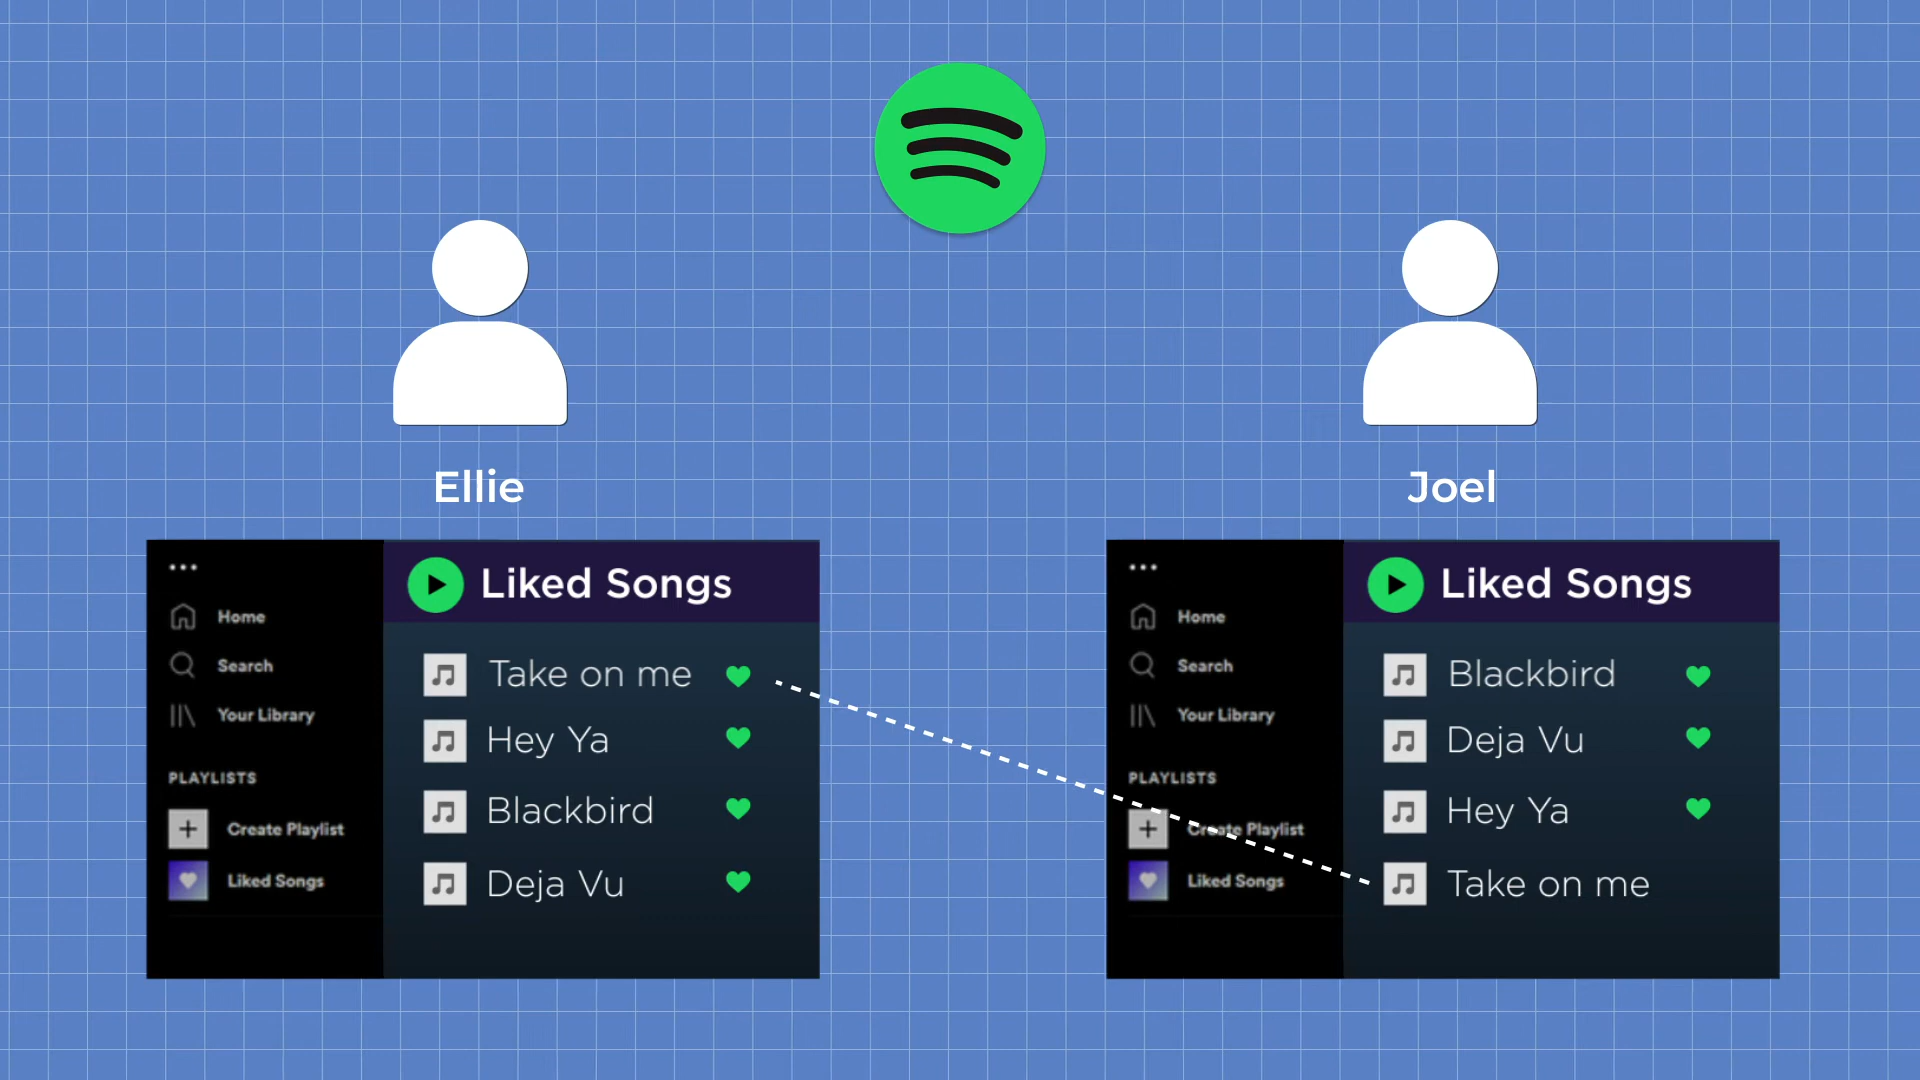 Ellie
Joel
Home
Search
Your Library
PLAYLISTS
Create Playlist
Liked Songs
Liked Songs
Take on me
Hey Ya
Blackbird
Deja Vu
Home
Search
Your Library
PLAYLISTS
Create Playlist
Liked Songs
Liked Songs
Blackbird
Deja Vu
Hey Ya
Take on me